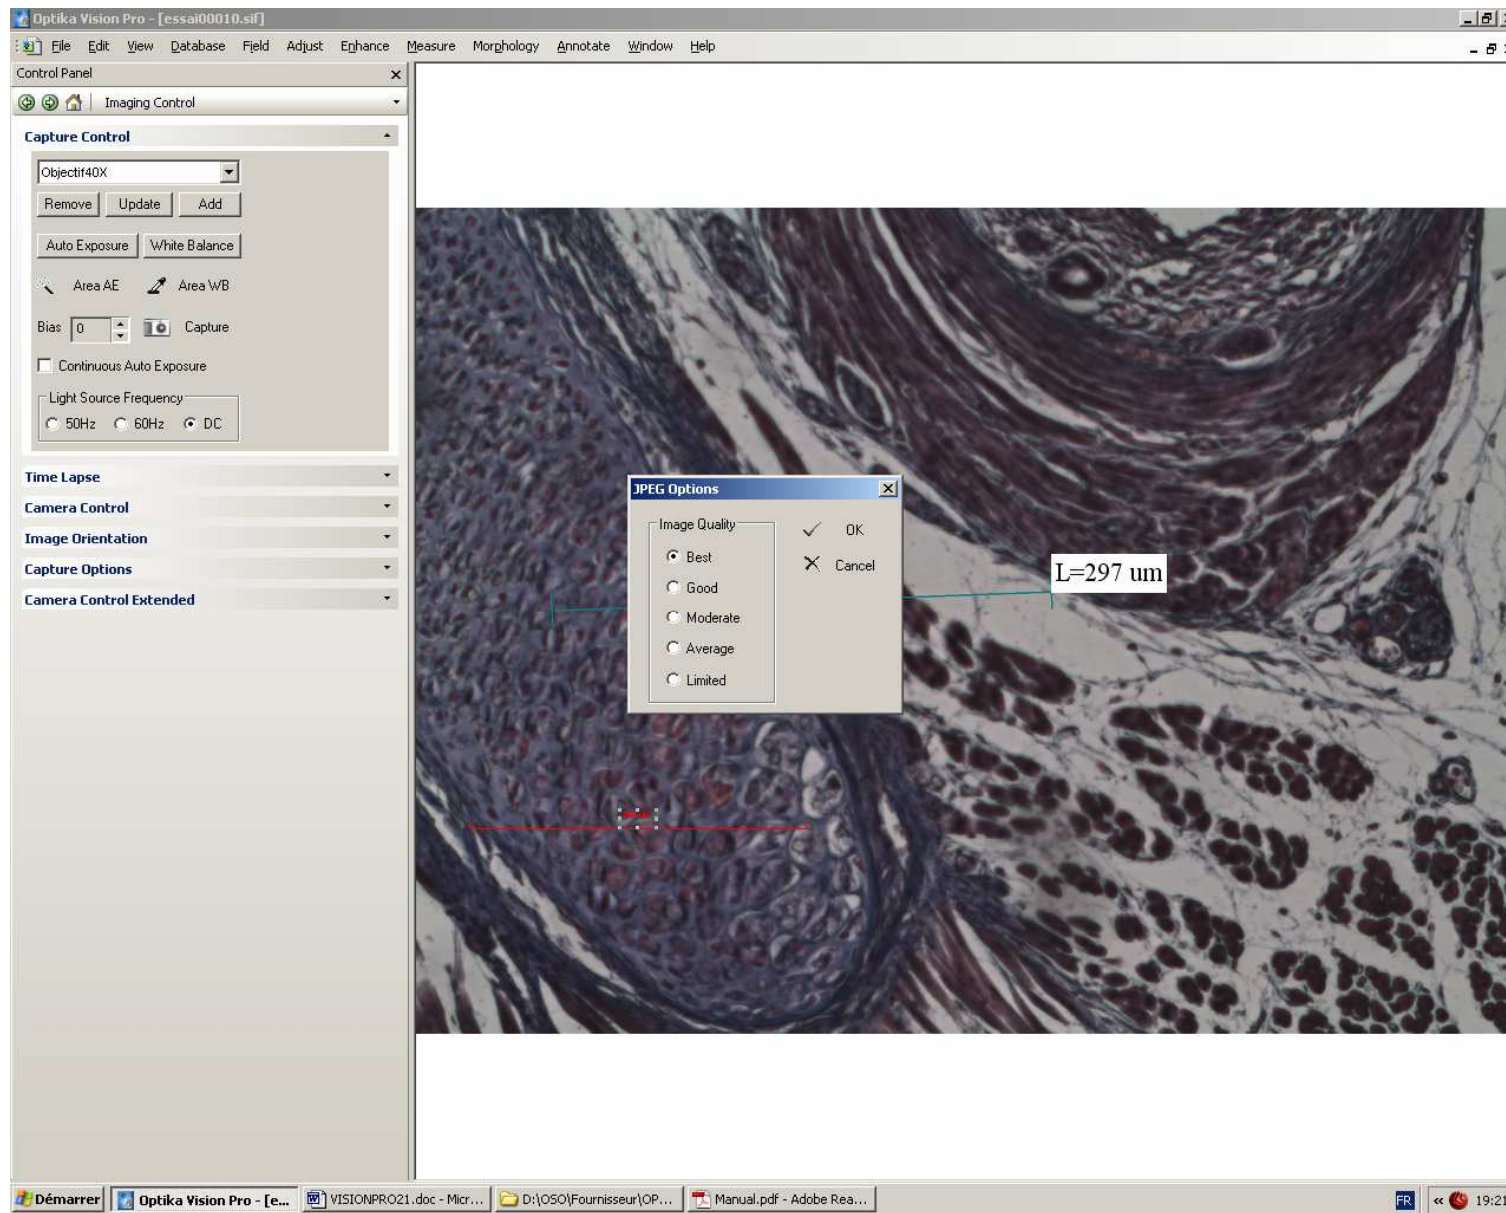 Optika Vision Pro - [essai00010.sif]
File Edit View Database Field Adjust Enhance Measure Morphology Annotate Window Help
Control Panel
Imaging Control
Capture Control
Objectif40X
Remove Update Add
Auto Exposure White Balance
Area AE Area WB
Bias 0 Capture
Continuous Auto Exposure
Light Source Frequency
50Hz 60Hz DC
Time Lapse
Camera Control
Image Orientation
Capture Options
Camera Control Extended
JPEG Options
Image Quality
OK
Best
Cancel
Good
Moderate
Average
Limited
L=297 um
Démarrer Optika Vision Pro - [e... VISIONPRO21.doc - Micr... D:\OSO\Fournisseur\OP... Manual.pdf - Adobe Rea... FR « 19:21